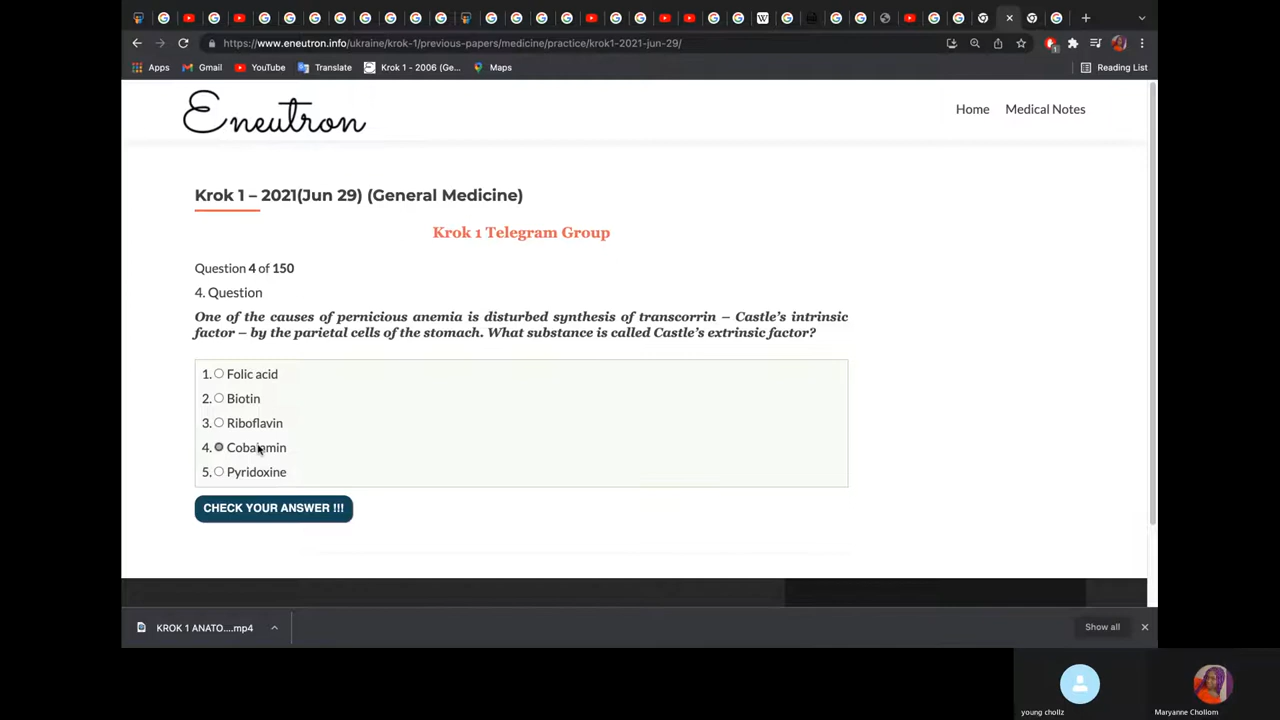 https://www.eneutron.info/ukraine/krok-1/previous-papers/medicine/practice/krok1-2021-jun-29/
Apps Gmail YouTube Translate Krok 1 - 2006 (Ge... Maps Reading List
Eneutron
Home Medical Notes
Krok 1 – 2021(Jun 29) (General Medicine)
Krok 1 Telegram Group
Question 4 of 150
4. Question
One of the causes of pernicious anemia is disturbed synthesis of transcorrin – Castle's intrinsic
factor – by the parietal cells of the stomach. What substance is called Castle's extrinsic factor?
1. Folic acid
2. Biotin
3. Riboflavin
4. Cobalamin
5. Pyridoxine
CHECK YOUR ANSWER !!!
KROK 1 ANATO....mp4
Show all
young chollz
Maryanne Chollom